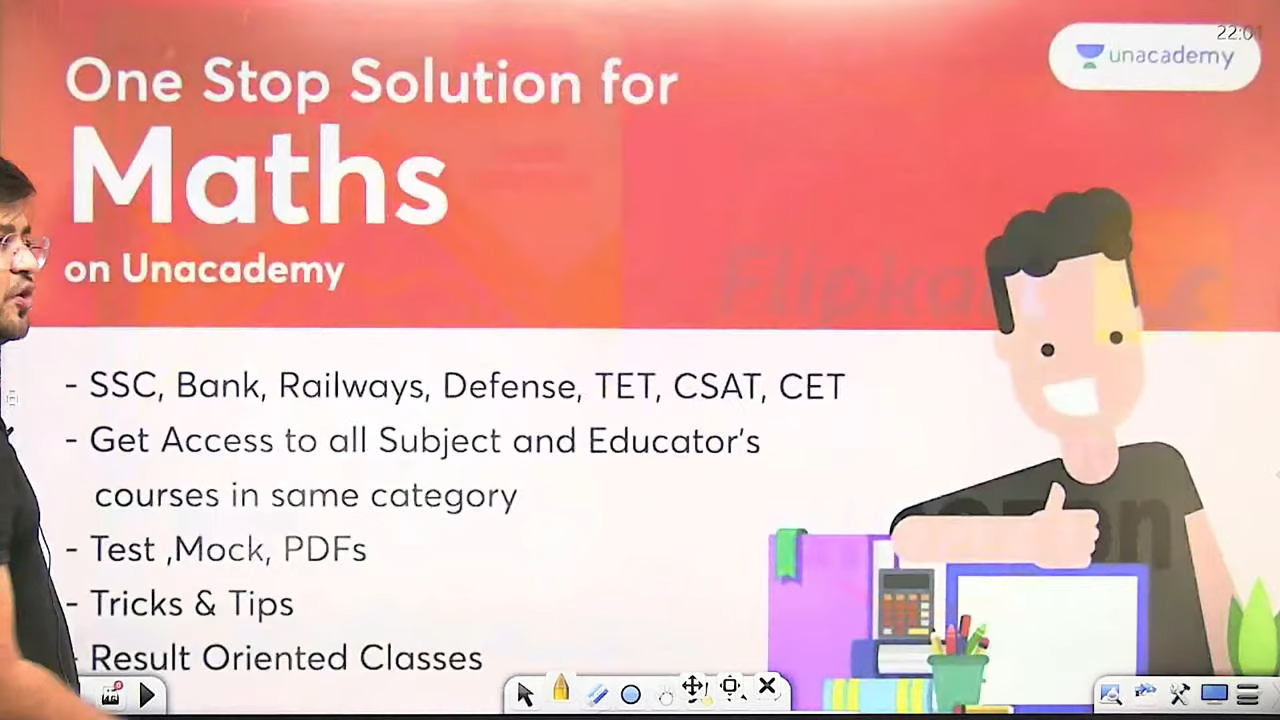 22:01
unacademy
One Stop Solution for
Maths
on Unacademy
Flipkart
- SSC, Bank, Railways, Defense, TET, CSAT, CET
- Get Access to all Subject and Educator's
courses in same category
- Test ,Mock, PDFs
- Tricks & Tips
- Result Oriented Classes